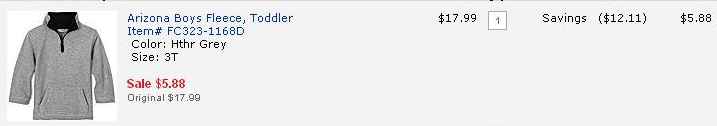 Arizona Boys Fleece, Toddler $17.99 1 Savings ($12.11) $5.88
Item# FC323-1168D
Color: Hthr Grey
Size: 3T
Sale $5.88
Original $17.99